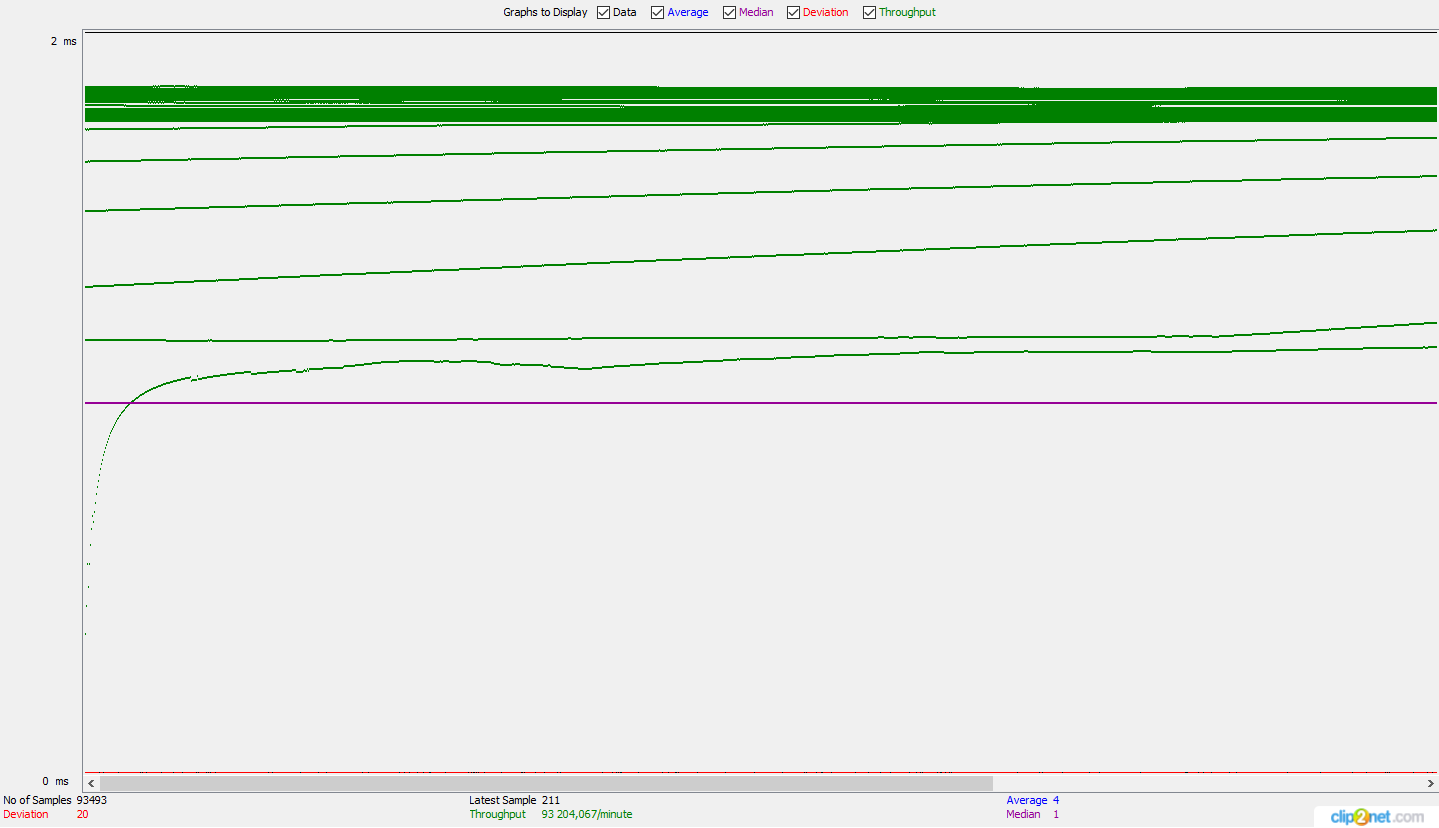 Graphs to Display Data Average Median Deviation Throughput
2 ms
0 ms
No of Samples 93493 Latest Sample 211 Average 4
Deviation 20 Throughput 93 204,067/minute Median 1
clip2net.com